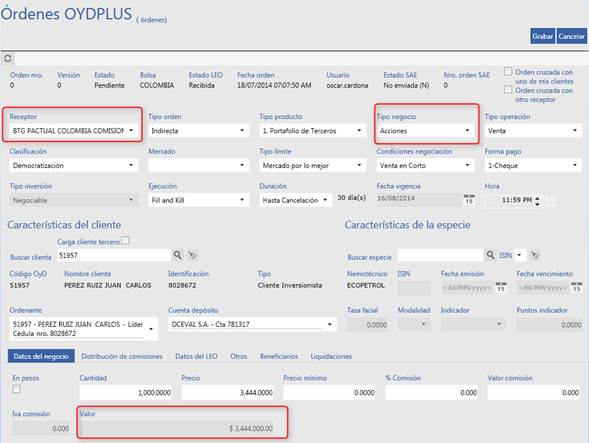 Órdenes OYDPLUS ( órdenes)
Grabar Cancelar
Orden nro. Versión Estado Bolsa Estado LEO Fecha orden Usuario Estado SAE Nro. orden SAE Orden cruzada con uno de mis clientes
0 0 Pendiente COLOMBIA Recibida 18/07/2014 07:07:50 AM oscar.cardona No enviada (N) 0 Orden cruzada con otro receptor
Receptor Tipo orden Tipo producto Tipo negocio Tipo operación
BTG PACTUAL COLOMBIA COMISION Indirecta 1. Portafolio de Terceros Acciones Venta
Clasificación Mercado Tipo límite Condiciones negociación Forma pago
Democratización Mercado por lo mejor Venta en Corto 1-Cheque
Tipo inversión Ejecución Duración Fecha vigencia Hora
Negociable Fill and Kill Hasta Cancelación 30 día(s) 16/08/2014 15 11:59 PM
Características del cliente Características de la especie
Carga cliente tercero
Buscar cliente 51957 Buscar especie ISIN
Código OyD Nombre cliente Identificación Tipo Nemotécnico ISIN Fecha emisión Fecha vencimiento
51957 PEREZ RUIZ JUAN CARLOS 8028672 Cliente Inversionista ECOPETROL <dd/MM/yyyy> 15 <dd/MM/yyyy> 15
Ordenante Cuenta depósito Tasa facial Modalidad Indicador Puntos indicador
51957 - PEREZ RUIZ JUAN CARLOS - Líder DCEVAL S.A. - Cta 781317 0.0000 0.0000
Cédula nro. 8028672
Datos del negocio Distribución de comisiones Datos del LEO Otros Beneficiarios Liquidaciones
En pesos Cantidad Precio Precio mínimo % Comisión Valor comisión
1,000.0000 3,444.0000 0.0000 0.0000 0.000
Iva comisión Valor
0.000 $ 3,444,000.00